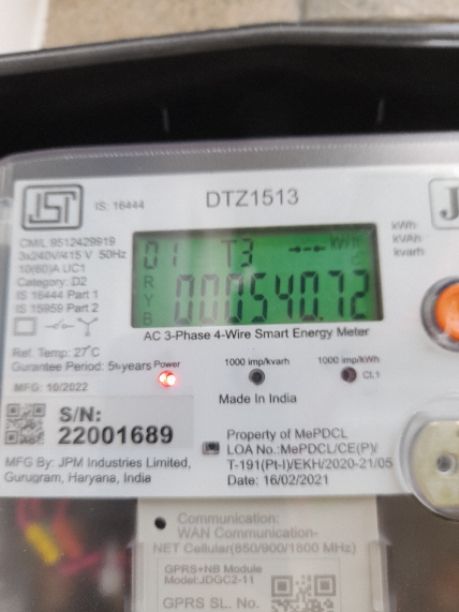 IS: 16444
DTZ1513
CM/L 9512429919
3x240V/415 V 50Hz
10(60)A UC1
Category: D2
IS 16444 Part 1
IS 15959 Part 2
kWh
kVAh
kvarh
01 T3 kWh
R
Y
B
000540.72
AC 3-Phase 4-Wire Smart Energy Meter
Ref. Temp: 27°C
Gurantee Period: 5½years
Power
1000 imp/kvarh
1000 imp/kWh
Cl.1
MFG: 10/2022
Made In India
S/N:
22001689
MFG By: JPM Industries Limited,
Gurugram, Haryana, India
Property of MePDCL
LOA No.:MePDCL/CE(P)/
T-191(Pt-I)/EKH/2020-21/05
Date: 16/02/2021
Communication:
WAN Communication-
NET Cellular(850/900/1800 MHz)
GPRS+NB Module
Model:JDGC2-11
GPRS SL. No.